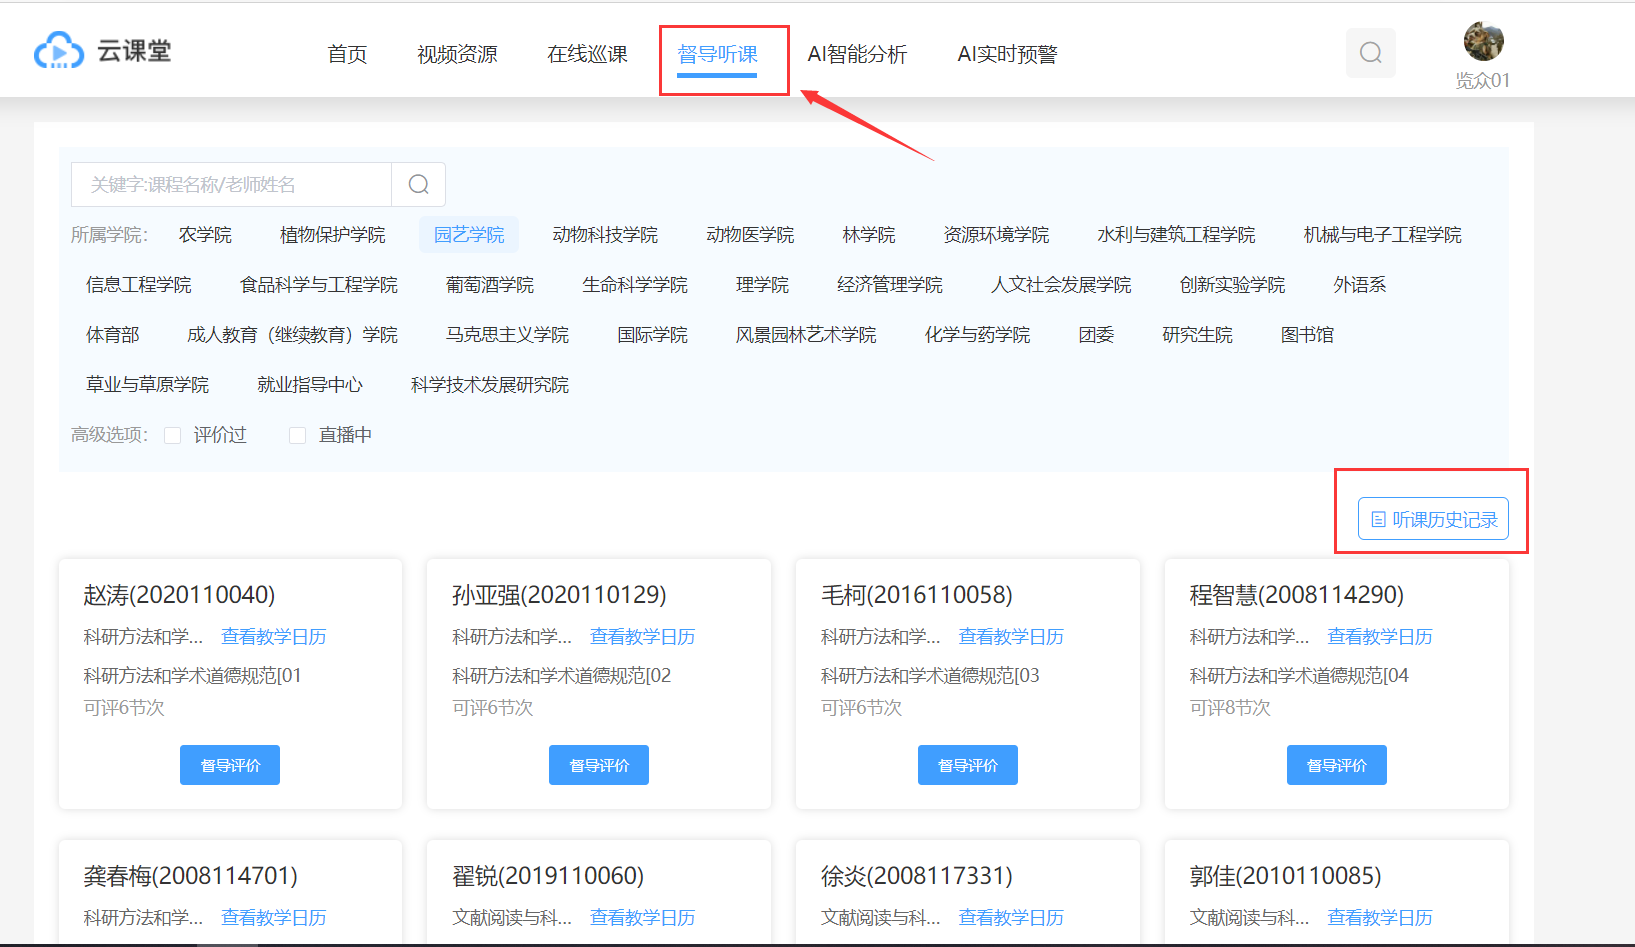 云课堂 首页 视频资源 在线巡课 督导听课 AI智能分析 AI实时预警
览众01
关键字:课程名称/老师姓名
所属学院: 农学院 植物保护学院 园艺学院 动物科技学院 动物医学院 林学院 资源环境学院 水利与建筑工程学院 机械与电子工程学院
信息工程学院 食品科学与工程学院 葡萄酒学院 生命科学学院 理学院 经济管理学院 人文社会发展学院 创新实验学院 外语系
体育部 成人教育（继续教育）学院 马克思主义学院 国际学院 风景园林艺术学院 化学与药学院 团委 研究生院 图书馆
草业与草原学院 就业指导中心 科学技术发展研究院
高级选项: 评价过 直播中
听课历史记录
赵涛(2020110040) 孙亚强(2020110129) 毛柯(2016110058) 程智慧(2008114290)
科研方法和学... 查看教学日历 科研方法和学... 查看教学日历 科研方法和学... 查看教学日历 科研方法和学... 查看教学日历
科研方法和学术道德规范[01 科研方法和学术道德规范[02 科研方法和学术道德规范[03 科研方法和学术道德规范[04
可评6节次 可评6节次 可评6节次 可评8节次
督导评价 督导评价 督导评价 督导评价
龚春梅(2008114701) 翟锐(2019110060) 徐炎(2008117331) 郭佳(2010110085)
科研方法和学... 查看教学日历 文献阅读与科... 查看教学日历 文献阅读与科... 查看教学日历 文献阅读与科... 查看教学日历